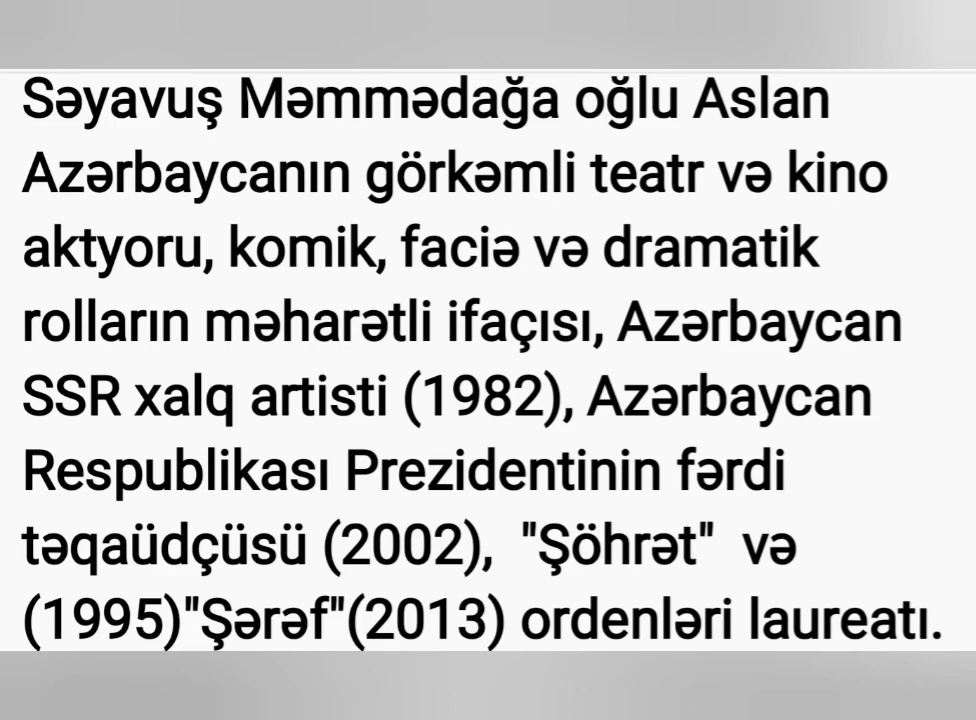 Səyavuş Məmmədağa oğlu Aslan
Azərbaycanın görkəmli teatr və kino
aktyoru, komik, faciə və dramatik
rolların məharətli ifaçısı, Azərbaycan
SSR xalq artisti (1982), Azərbaycan
Respublikası Prezidentinin fərdi
təqaüdçüsü (2002), "Şöhrət" və
(1995)"Şərəf"(2013) ordenləri laureatı.